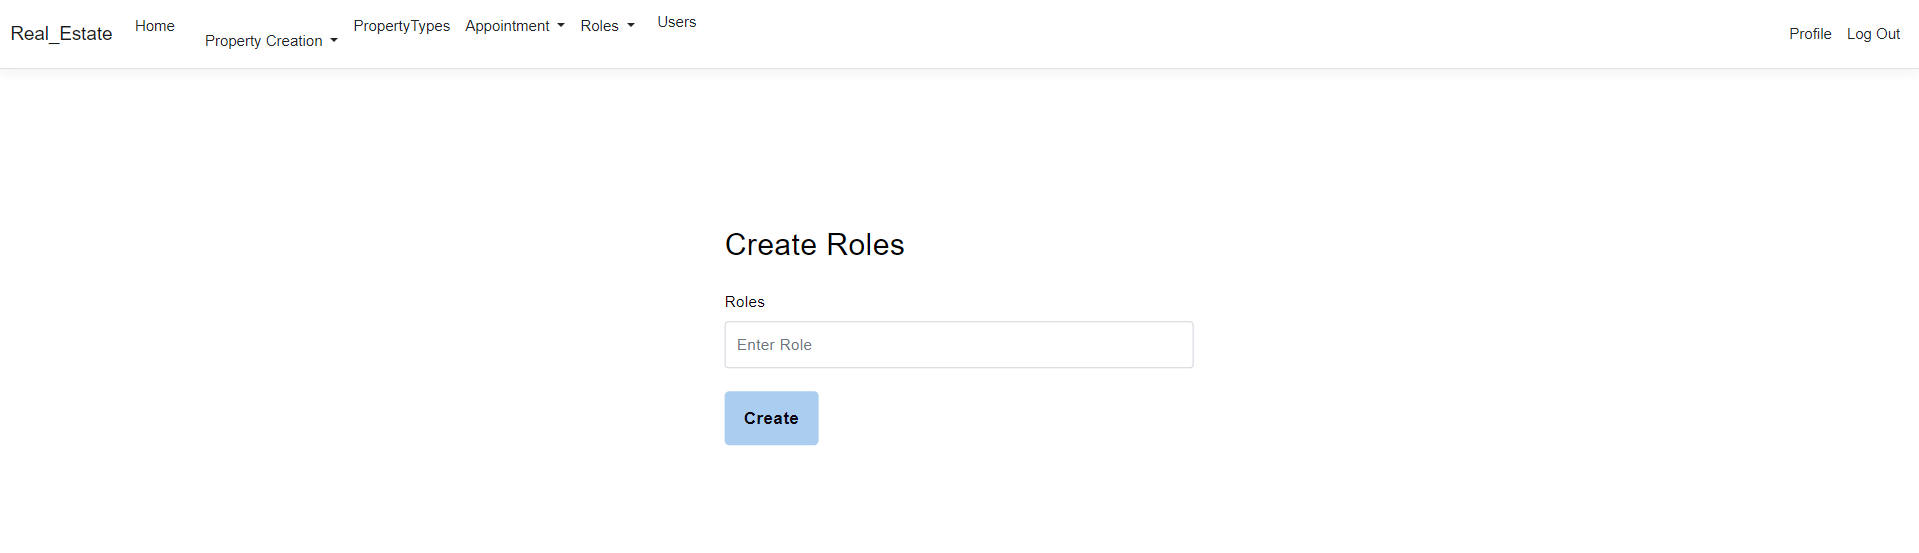 Real_Estate Home Property Creation PropertyTypes Appointment Roles Users Profile Log Out
Create Roles
Roles
Enter Role
Create